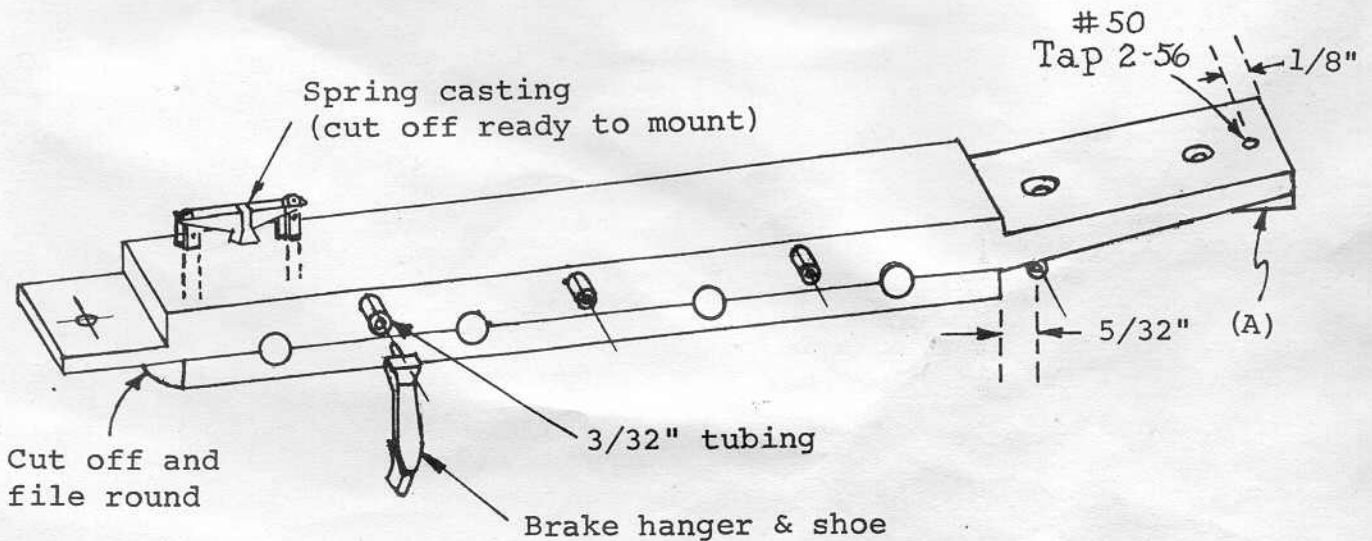 #50
Tap 2-56
1/8"
Spring casting
(cut off ready to mount)
5/32"
(A)
3/32" tubing
Cut off and
file round
Brake hanger & shoe